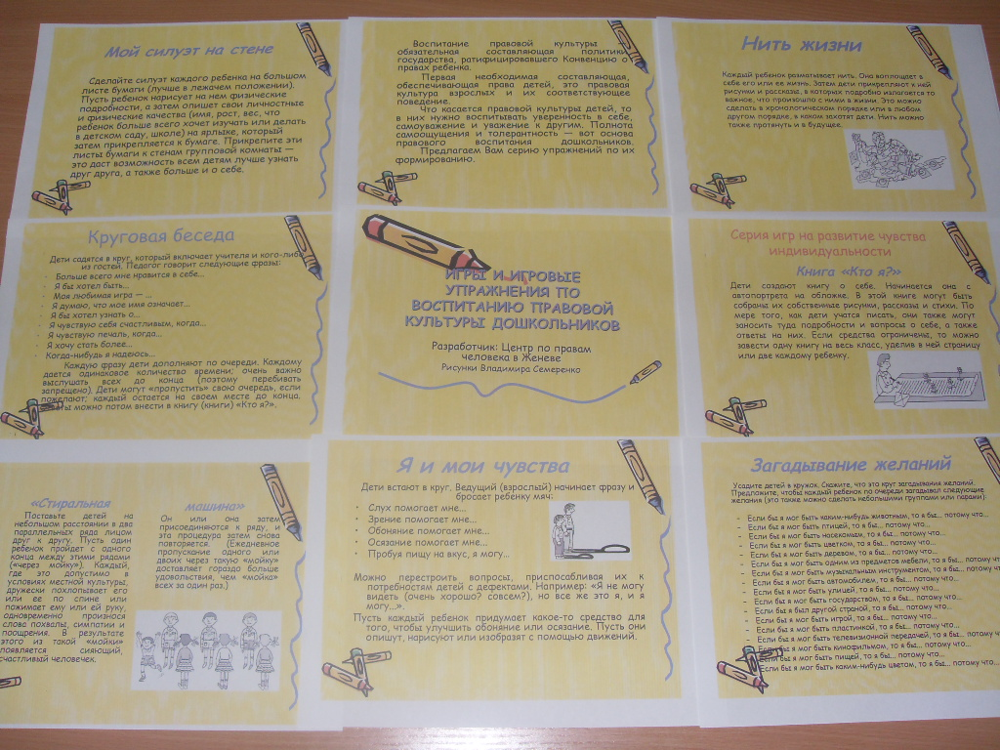 Мой силуэт на стене
Сделайте силуэт каждого ребенка на большом
листе бумаги (лучше в лежачем положении).
Пусть ребенок нарисует на нем физические
подробности, а затем опишет свои личностные
и физические качества (имя, рост, вес, что
ребенок больше всего хочет изучать или делать
в детском саду, школе) на ярлыке, который
затем прикрепляется к бумаге. Прикрепите эти
листы бумаги к стенам групповой комнаты —
это даст возможность всем детям лучше узнать
друг друга, а также больше и о себе.
Воспитание правовой культуры
обязательная составляющая политики
государства, ратифицировавшего Конвенцию о
правах ребенка.
Первая необходимая составляющая,
обеспечивающая права детей, это правовая
культура взрослых и их соответствующее
поведение.
Что касается правовой культуры детей, то
в них нужно воспитывать уверенность в себе,
самоуважение и уважение к другим. Полнота
самоощущения и толерантность — вот основа
правового воспитания дошкольников.
Предлагаем Вам серию упражнений по их
формированию.
Нить жизни
Каждый ребенок разматывает нить. Она воплощает в
себе его или ее жизнь. Затем дети прикрепляют к ней
рисунки и рассказы, в которых подробно излагается то
важное, что произошло с ними в жизни. Это можно
сделать в хронологическом порядке или в любом
другом порядке, в каком захотят дети. Нить можно
также протянуть и в будущее.
Круговая беседа
Дети садятся в круг, который включает учителя и кого-либо
из гостей. Педагог говорит следующие фразы:
- Больше всего мне нравится в себе...
- Я бы хотел быть...
- Моя любимая игра — ...
- Я думаю, что мое имя означает...
- Я бы хотел узнать о...
- Я чувствую себя счастливым, когда...
- Я чувствую печаль, когда...
- Я хочу стать более...
- Когда-нибудь я надеюсь...
Каждую фразу дети дополняют по очереди. Каждому
дается одинаковое количество времени; очень важно
выслушать всех до конца (поэтому перебивать
запрещено). Дети могут «пропустить» свою очередь, если
пожелают; каждый остается на своем месте до конца.
можно потом внести в книгу (книги) «Кто я?».
ИГРЫ И ИГРОВЫЕ
УПРАЖНЕНИЯ ПО
ВОСПИТАНИЮ ПРАВОВОЙ
КУЛЬТУРЫ ДОШКОЛЬНИКОВ
Разработчик: Центр по правам
человека в Женеве
Рисунки Владимира Семеренко
Серия игр на развитие чувства
индивидуальности
Книга «Кто я?»
Дети создают книгу о себе. Начинается она с
автопортрета на обложке. В этой книге могут быть
собраны их собственные рисунки, рассказы и стихи. По
мере того, как дети учатся писать, они также могут
заносить туда подробности и вопросы о себе, а также
ответы на них. Если средства ограничены, то можно
завести одну книгу на весь класс, уделив в ней страницу
или две каждому ребенку.
«Стиральная машина»
Поставьте детей на
небольшом расстоянии в два
параллельных ряда лицом
друг к другу. Пусть один
ребенок пройдет с одного
конца между этими рядами
(«через мойку»). Каждый,
где это допустимо в
условиях местной культуры,
дружески похлопывает его
или ее по спине или
пожимает ему или ей руку,
одновременно произнося
слова похвалы, симпатии и
поощрения. В результате
этого из такой «мойки»
появляется сияющий,
счастливый человечек.
Он или она затем
присоединяются к ряду, и
эта процедура затем снова
повторяется. (Ежедневное
пропускание одного или
двоих через такую «мойку»
доставляет гораздо больше
удовольствия, чем «мойка»
всех за один раз.)
Я и мои чувства
Дети встают в круг. Ведущий (взрослый) начинает фразу и
бросает ребенку мяч:
• Слух помогает мне...
• Зрение помогает мне...
• Обоняние помогает мне...
• Осязание помогает мне...
• Пробуя пищу на вкус, я могу...
Можно перестроить вопросы, приспосабливая их к
потребностям детей с дефектами. Например: «Я не могу
видеть (очень хорошо? совсем?), но все же это я, и я
могу...».
Пусть каждый ребенок придумает какое-то средство для
того, чтобы улучшить обоняние или осязание. Пусть они
опишут, нарисуют или изобразят с помощью движений.
Загадывание желаний
Усадите детей в кружок. Скажите, что это круг загадывания желаний.
Предложите, чтобы каждый ребенок по очереди загадывал следующие
желания (эта также можно сделать небольшими группами или парами):
- Если бы я мог быть каким-нибудь животным, то я бы... потому что...
- Если бы я мог быть птицей, то я бы... потому что...
- Если бы я мог быть насекомым, то я бы... потому что...
- Если бы я мог быть цветком, то я бы... потому что...
- Если бы я мог быть деревом, то я бы... потому что...
- Если бы я мог быть одним из предметов мебели, то я бы... потому что...
- Если бы я мог быть музыкальным инструментом, то я бы... потому что...
- Если бы я мог быть автомобилем, то я бы... потому что...
- Если бы я мог быть улицей, то я бы... потому что...
- Если бы я мог быть государством, то я бы... потому что...
- Если бы я был другой страной, то я бы... потому что...
- Если бы я мог быть игрой, то я бы... потому что...
- Если бы я мог быть пластинкой, то я бы... потому что...
- Если бы я мог быть телевизионной передачей, то я бы... потому что...
Если бы я мог быть кинофильмом, то я бы... потому что...
Если бы я мог быть пищей, то я бы... потому что...
Если бы я мог быть каким-нибудь цветом, то я бы... потому что...